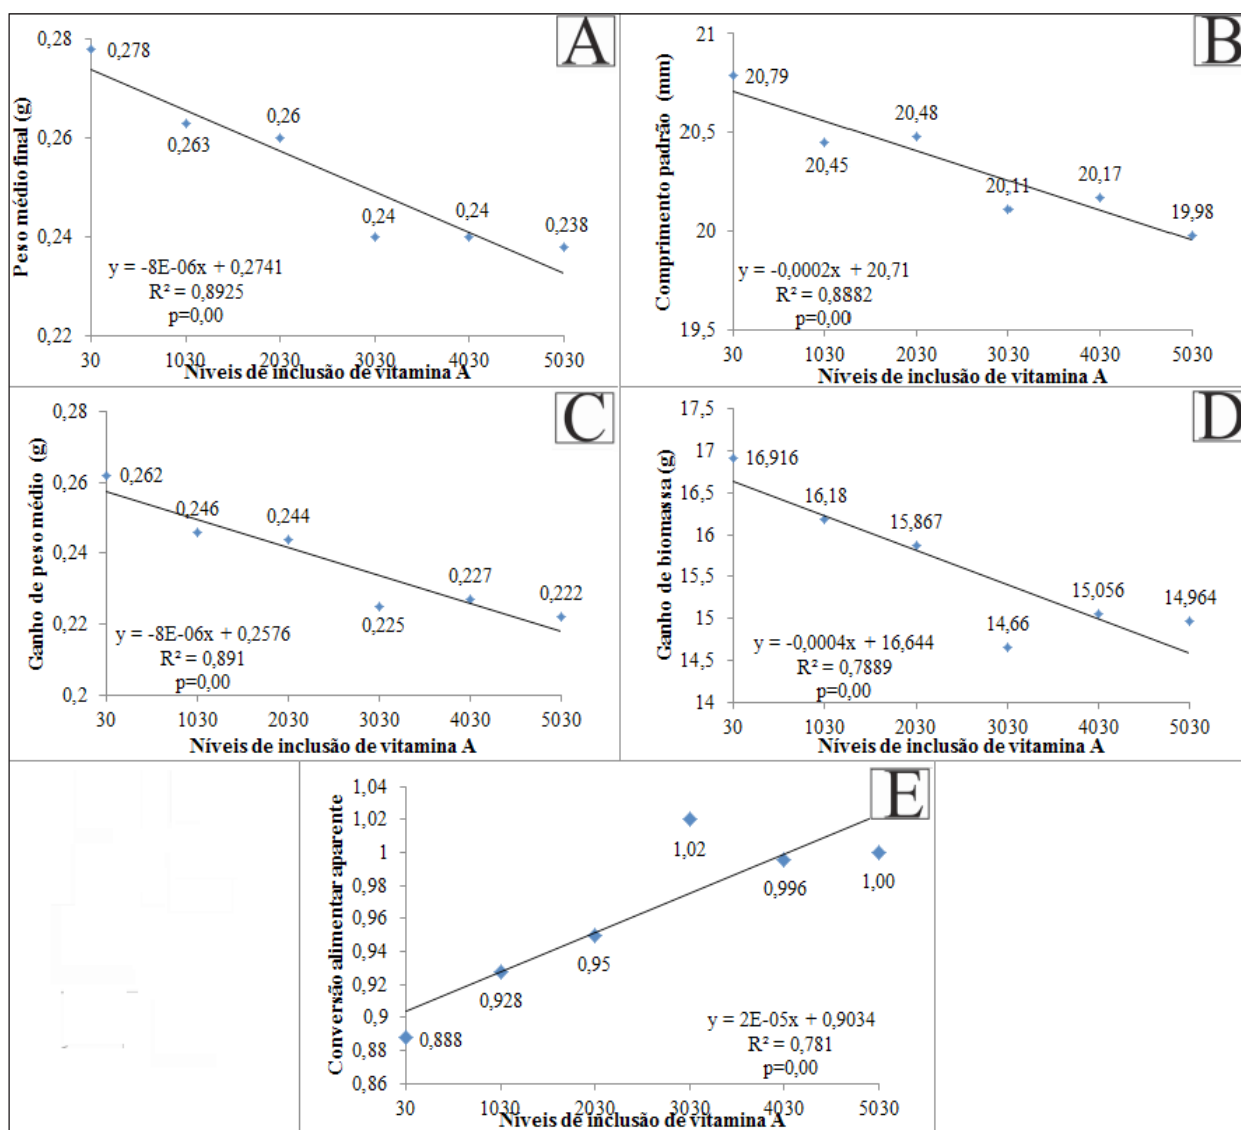 A
Peso médio final (g)
0,28
0,26
0,24
0,22
0,278
0,263
0,26
0,24
0,24
0,238
y = -8E-06x + 0,2741
R² = 0,8925
p=0,00
30 1030 2030 3030 4030 5030
Níveis de inclusão de vitamina A
B
Comprimento padrão (mm)
21
20,5
20
19,5
20,79
20,45
20,48
20,11
20,17
19,98
y = -0,0002x + 20,71
R² = 0,8882
p=0,00
30 1030 2030 3030 4030 5030
Níveis de inclusão de vitamina A
C
Ganho de peso médio (g)
0,28
0,26
0,24
0,22
0,2
0,262
0,246
0,244
0,225
0,227
0,222
y = -8E-06x + 0,2576
R² = 0,891
p=0,00
30 1030 2030 3030 4030 5030
Níveis de inclusão de vitamina A
D
Ganho de biomassa (g)
17,5
17
16,5
16
15,5
15
14,5
14
16,916
16,18
15,867
14,66
15,056
14,964
y = -0,0004x + 16,644
R² = 0,7889
p=0,00
30 1030 2030 3030 4030 5030
Níveis de inclusão de vitamina A
E
Conversão alimentar aparente
1,04
1,02
1
0,98
0,96
0,94
0,92
0,9
0,88
0,86
0,888
0,928
0,95
1,02
0,996
1,00
y = 2E-05x + 0,9034
R² = 0,781
p=0,00
30 1030 2030 3030 4030 5030
Níveis de inclusão de vitamina A